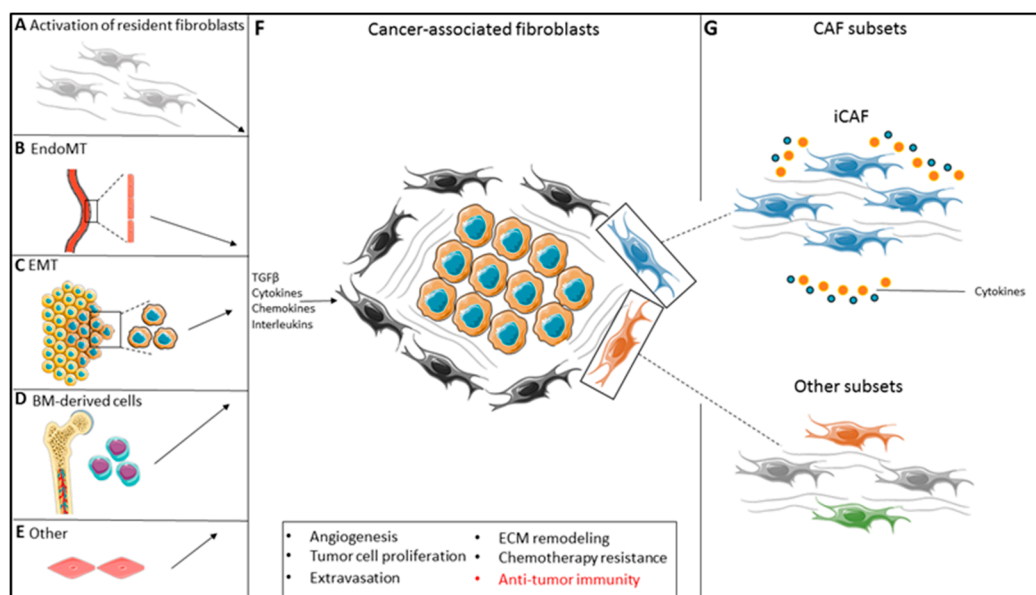 A Activation of resident fibroblasts
B EndoMT
C EMT
D BM-derived cells
E Other
F Cancer-associated fibroblasts
TGFβ
Cytokines
Chemokines
Interleukins
• Angiogenesis
• Tumor cell proliferation
• Extravasation
• ECM remodeling
• Chemotherapy resistance
• Anti-tumor immunity
G CAF subsets
iCAF
Cytokines
Other subsets